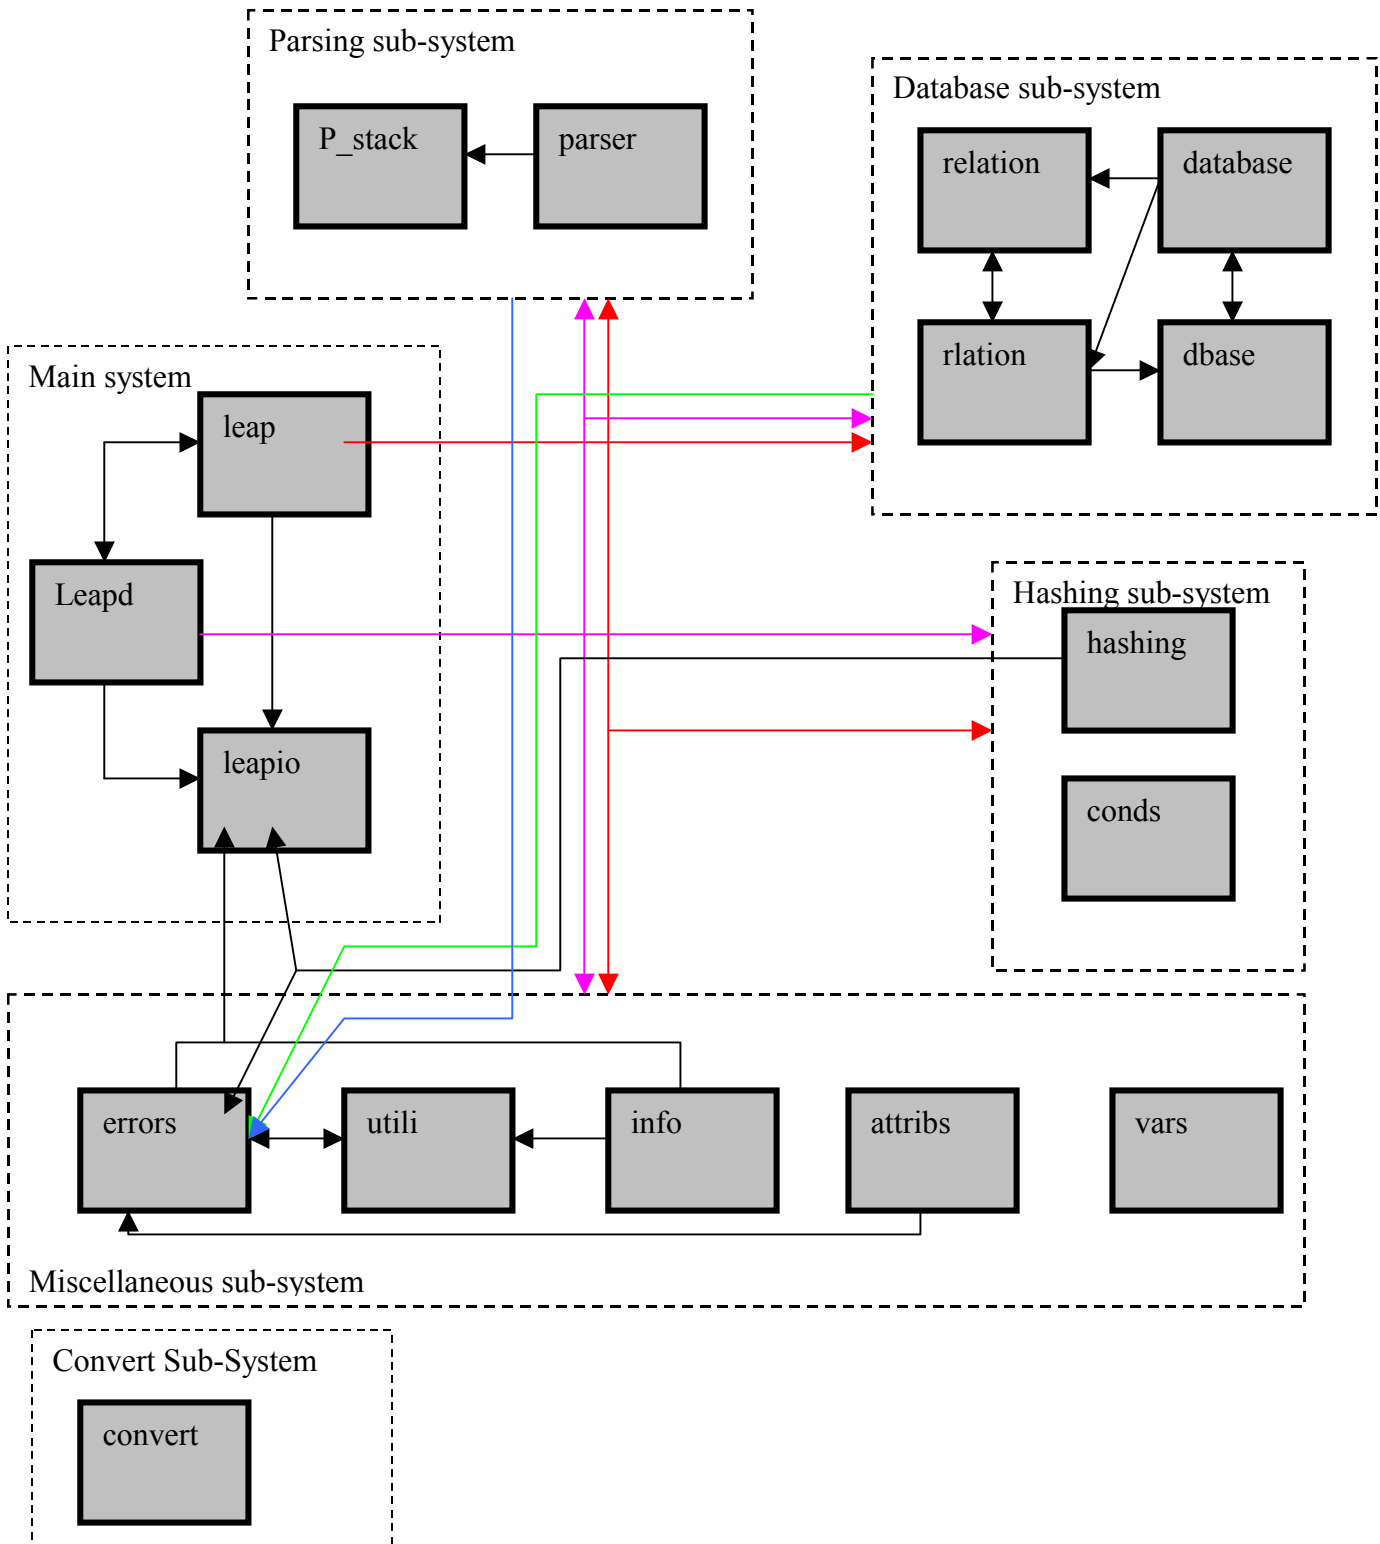 Parsing sub-system
P_stack
parser
Database sub-system
relation
database
rlation
dbase
Main system
leap
Leapd
leapio
Hashing sub-system
hashing
conds
errors
utili
info
attribs
vars
Miscellaneous sub-system
Convert Sub-System
convert